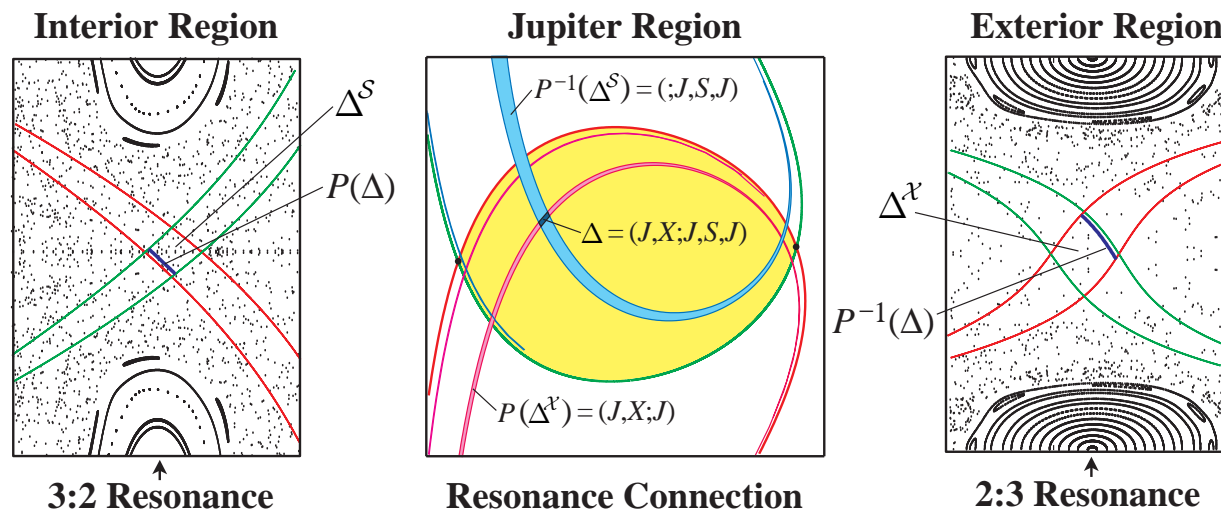 Interior Region
Jupiter Region
Exterior Region
Δ^S
P(Δ)
P⁻¹(Δ^S) = (;J,S,J)
Δ = (J,X;J,S,J)
P(Δ^X) = (J,X;J)
Δ^X
P⁻¹(Δ)
3:2 Resonance
Resonance Connection
2:3 Resonance